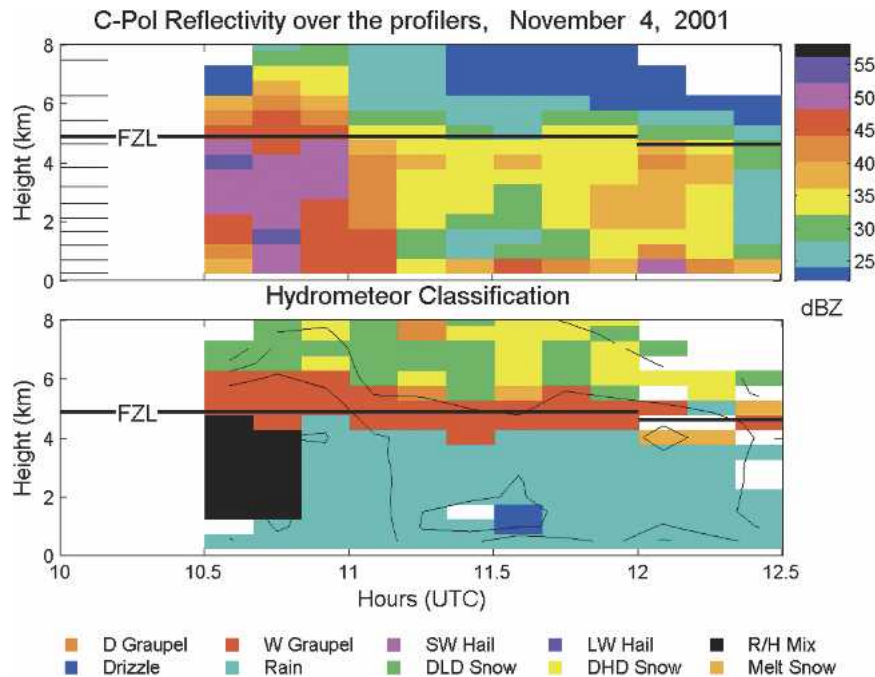 C-Pol Reflectivity over the profilers, November 4, 2001
8
6
4
2
0
Height (km)
FZL
55
50
45
40
35
30
25
dBZ
Hydrometeor Classification
8
6
4
2
0
Height (km)
FZL
10 10.5 11 11.5 12 12.5
Hours (UTC)
D Graupel W Graupel SW Hail LW Hail R/H Mix
Drizzle Rain DLD Snow DHD Snow Melt Snow